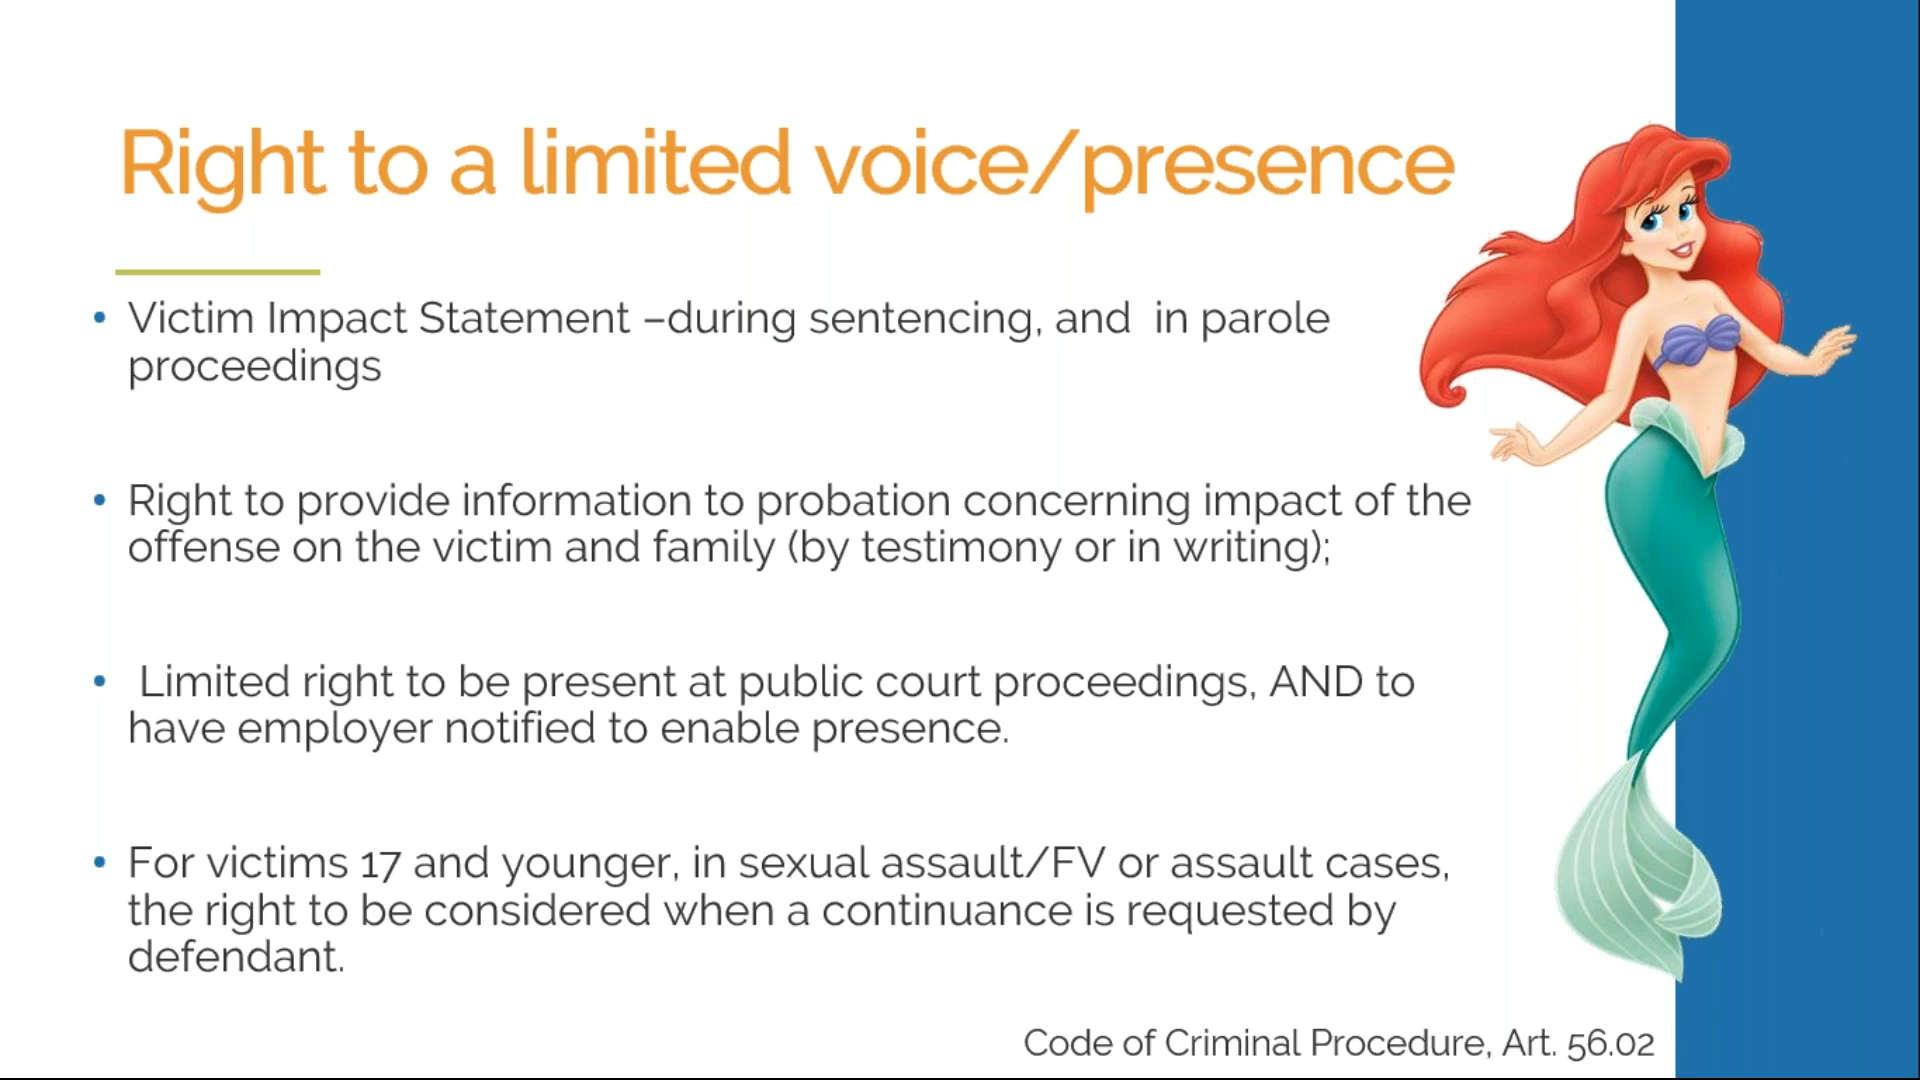 Right to a limited voice/presence
• Victim Impact Statement –during sentencing, and  in parole
proceedings
• Right to provide information to probation concerning impact of the
offense on the victim and family (by testimony or in writing);
•  Limited right to be present at public court proceedings, AND to
have employer notified to enable presence.
• For victims 17 and younger, in sexual assault/FV or assault cases,
the right to be considered when a continuance is requested by
defendant.
Code of Criminal Procedure, Art. 56.02